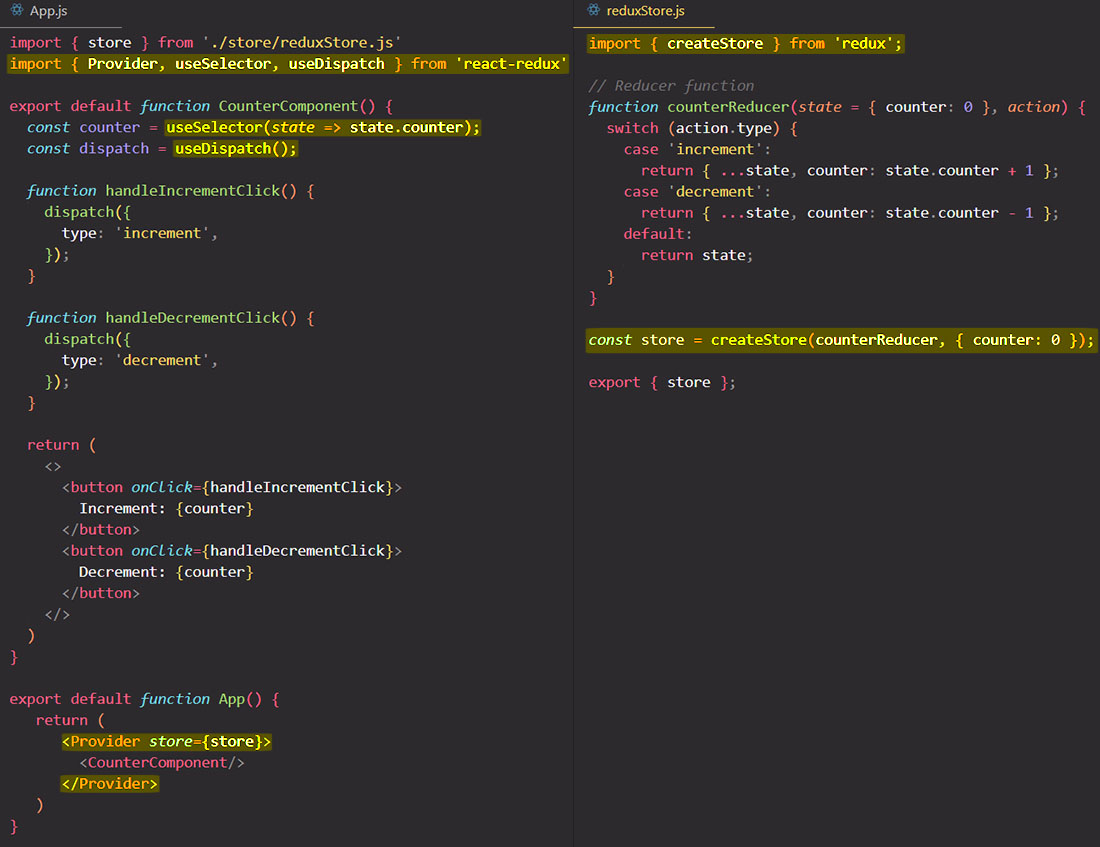 App.js
import { store } from './store/reduxStore.js'
import { Provider, useSelector, useDispatch } from 'react-redux'
export default function CounterComponent() {
const counter = useSelector(state => state.counter);
const dispatch = useDispatch();
function handleIncrementClick() {
dispatch({
type: 'increment',
});
}
function handleDecrementClick() {
dispatch({
type: 'decrement',
});
}
return (
<>
<button onClick={handleIncrementClick}>
Increment: {counter}
</button>
<button onClick={handleDecrementClick}>
Decrement: {counter}
</button>
</>
)
}
export default function App() {
return (
<Provider store={store}>
<CounterComponent/>
</Provider>
)
}
reduxStore.js
import { createStore } from 'redux';
// Reducer function
function counterReducer(state = { counter: 0 }, action) {
switch (action.type) {
case 'increment':
return { ...state, counter: state.counter + 1 };
case 'decrement':
return { ...state, counter: state.counter - 1 };
default:
return state;
}
}
const store = createStore(counterReducer, { counter: 0 });
export { store };